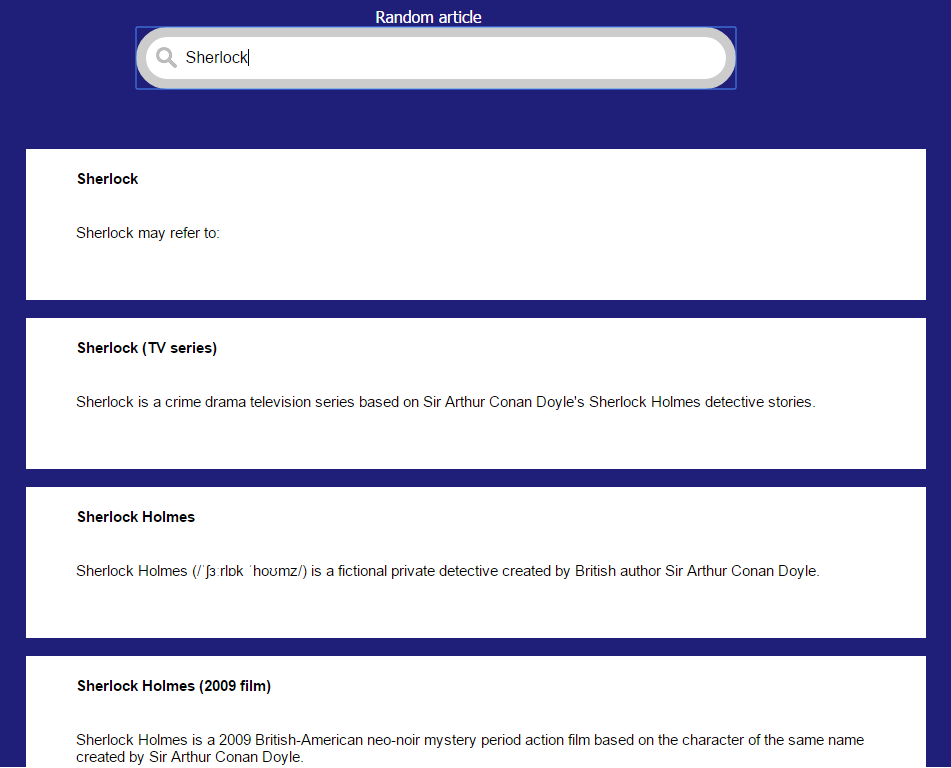 Random article
Sherlock
Sherlock
Sherlock may refer to:
Sherlock (TV series)
Sherlock is a crime drama television series based on Sir Arthur Conan Doyle's Sherlock Holmes detective stories.
Sherlock Holmes
Sherlock Holmes (/ˈʃɜːrlɒk ˈhoʊmz/) is a fictional private detective created by British author Sir Arthur Conan Doyle.
Sherlock Holmes (2009 film)
Sherlock Holmes is a 2009 British-American neo-noir mystery period action film based on the character of the same name
created by Sir Arthur Conan Doyle.